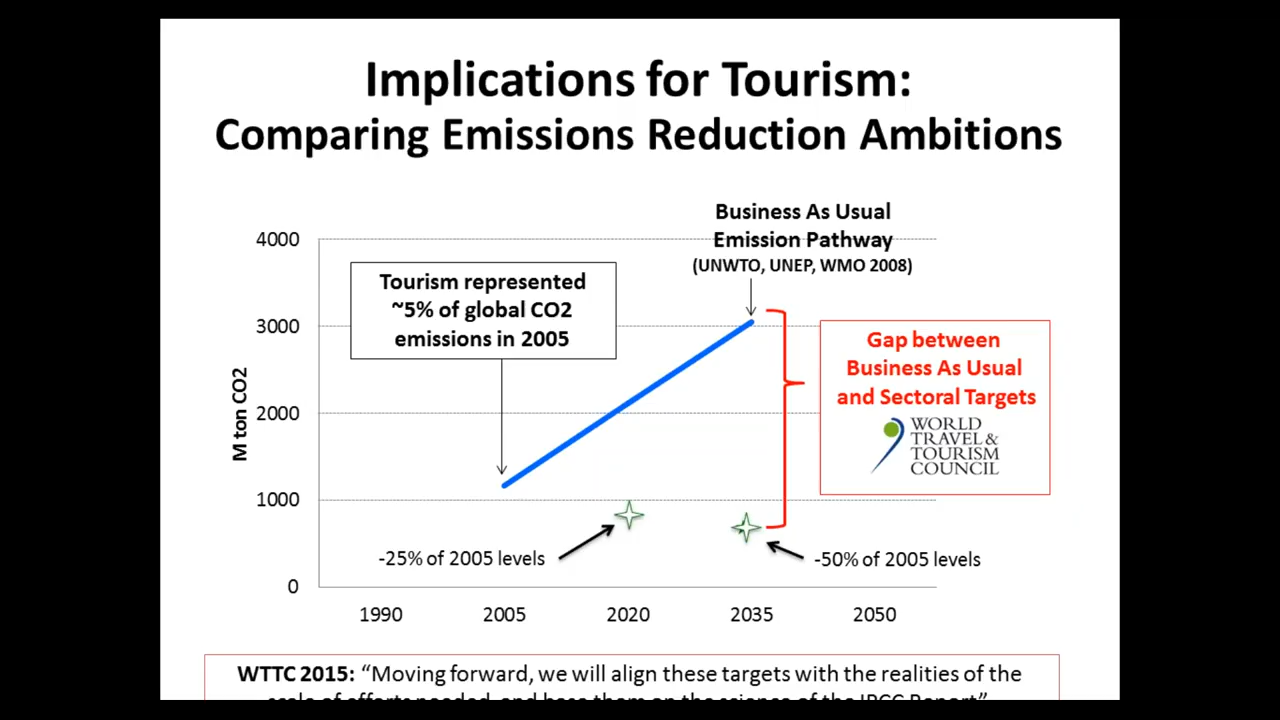 Implications for Tourism:
Comparing Emissions Reduction Ambitions
Business As Usual
Emission Pathway
(UNWTO, UNEP, WMO 2008)
4000
Tourism represented
~5% of global CO2
emissions in 2005
3000
Gap between
Business As Usual
and Sectoral Targets
WORLD
TRAVEL &
TOURISM
COUNCIL
M ton CO2
2000
1000
-25% of 2005 levels
-50% of 2005 levels
0
1990 2005 2020 2035 2050
WTTC 2015: “Moving forward, we will align these targets with the realities of the
scale of efforts needed, and base them on the science of the IPCC Report”